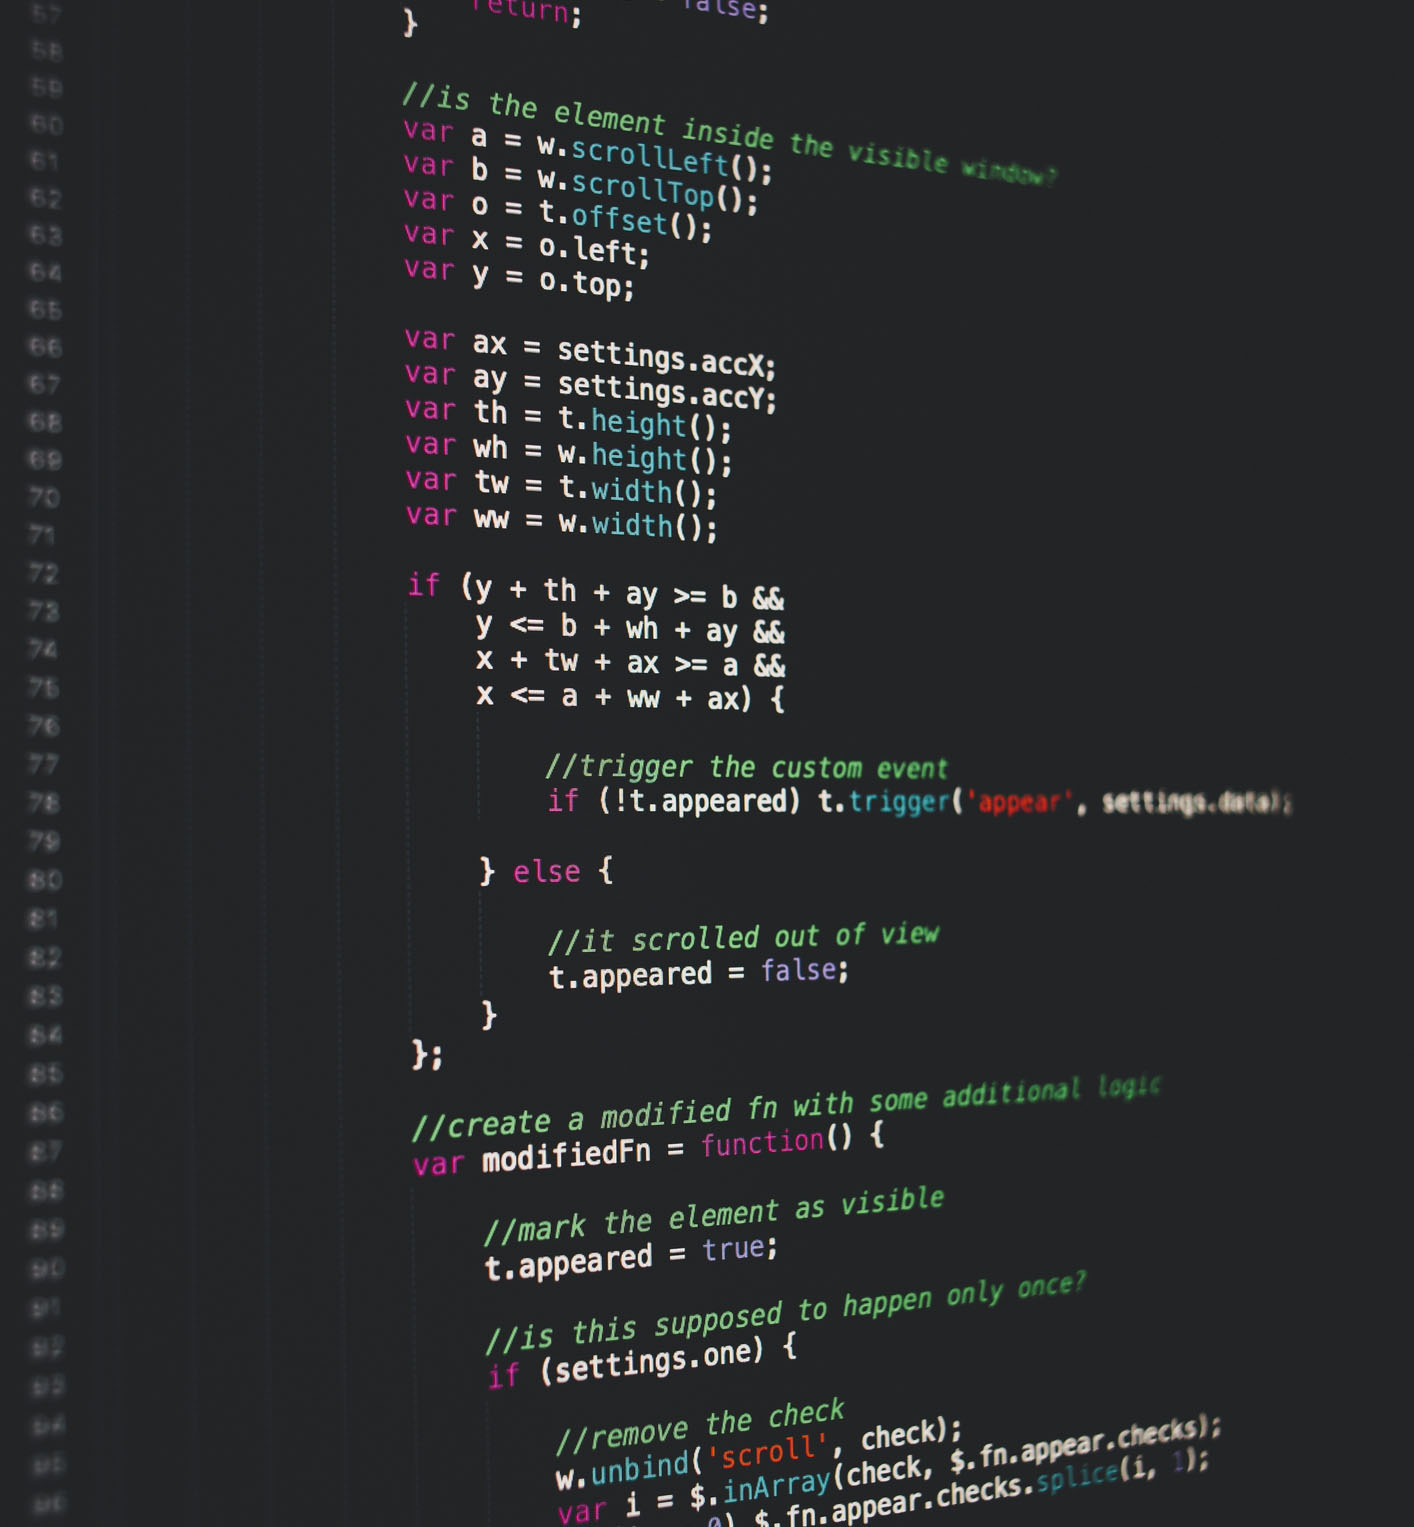 57
return;
false;
58 }
59
60 //is the element inside the visible window?
61 var a = w.scrollLeft();
62 var b = w.scrollTop();
63 var o = t.offset();
64 var x = o.left;
65 var y = o.top;
66
67 var ax = settings.accX;
68 var ay = settings.accY;
69 var th = t.height();
70 var wh = w.height();
71 var tw = t.width();
var ww = w.width();
72
73 if (y + th + ay >= b &&
74 y <= b + wh + ay &&
75 x + tw + ax >= a &&
x <= a + ww + ax) {
76
77 //trigger the custom event
78 if (!t.appeared) t.trigger('appear', settings.data);
79
80 } else {
81
82 //it scrolled out of view
83 t.appeared = false;
84 }
85 };
86 //create a modified fn with some additional logic
87 var modifiedFn = function() {
88
89 //mark the element as visible
90 t.appeared = true;
91
92 //is this supposed to happen only once?
93 if (settings.one) {
94
95 //remove the check
96 w.unbind('scroll', check);
var i = $.inArray(check, $.fn.appear.checks);
0) $.fn.appear.checks.splice(i, 1);